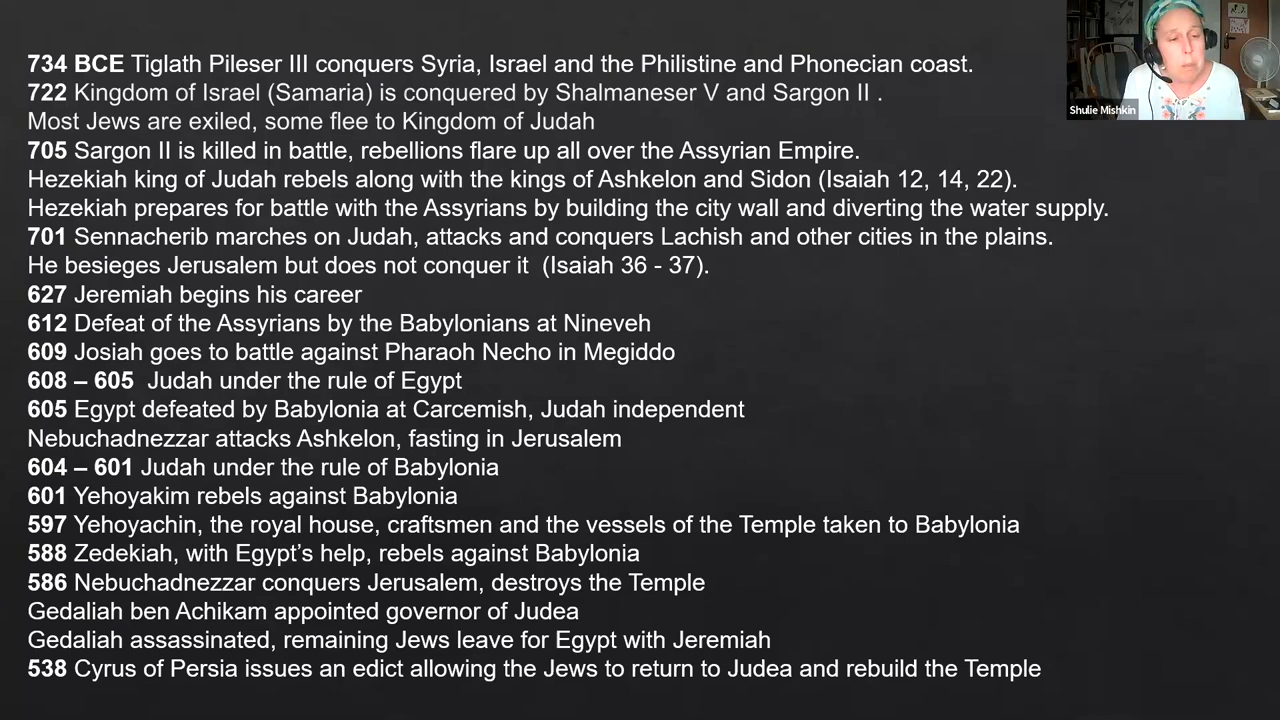 734 BCE Tiglath Pileser III conquers Syria, Israel and the Philistine and Phonecian coast.
722 Kingdom of Israel (Samaria) is conquered by Shalmaneser V and Sargon II .
Most Jews are exiled, some flee to Kingdom of Judah
705 Sargon II is killed in battle, rebellions flare up all over the Assyrian Empire.
Hezekiah king of Judah rebels along with the kings of Ashkelon and Sidon (Isaiah 12, 14, 22).
Hezekiah prepares for battle with the Assyrians by building the city wall and diverting the water supply.
701 Sennacherib marches on Judah, attacks and conquers Lachish and other cities in the plains.
He besieges Jerusalem but does not conquer it  (Isaiah 36 - 37).
627 Jeremiah begins his career
612 Defeat of the Assyrians by the Babylonians at Nineveh
609 Josiah goes to battle against Pharaoh Necho in Megiddo
608 – 605  Judah under the rule of Egypt
605 Egypt defeated by Babylonia at Carcemish, Judah independent
Nebuchadnezzar attacks Ashkelon, fasting in Jerusalem
604 – 601 Judah under the rule of Babylonia
601 Yehoyakim rebels against Babylonia
597 Yehoyachin, the royal house, craftsmen and the vessels of the Temple taken to Babylonia
588 Zedekiah, with Egypt's help, rebels against Babylonia
586 Nebuchadnezzar conquers Jerusalem, destroys the Temple
Gedaliah ben Achikam appointed governor of Judea
Gedaliah assassinated, remaining Jews leave for Egypt with Jeremiah
538 Cyrus of Persia issues an edict allowing the Jews to return to Judea and rebuild the Temple
Shulie Mishkin